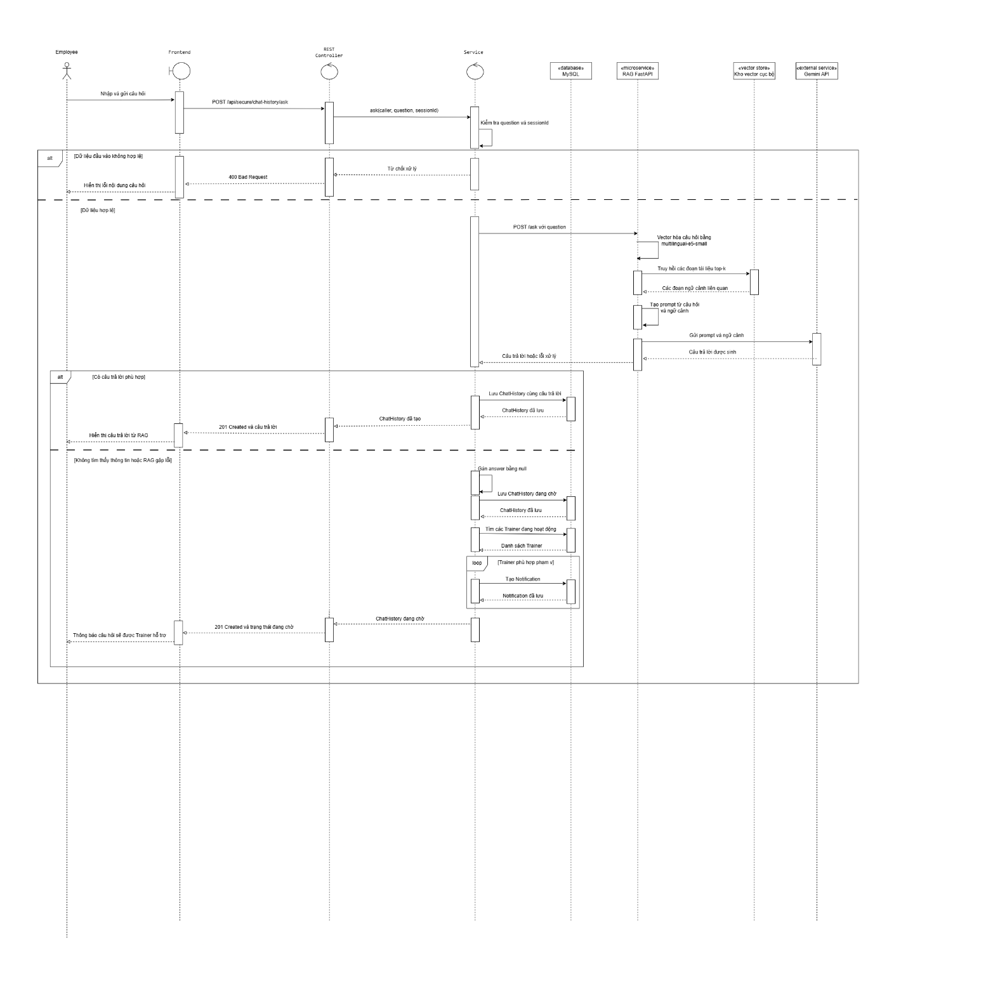 Employee
Frontend
REST
Controller
Service
«database»
MySQL
«microservice»
RAG FastAPI
«vector store»
Kho vector cục bộ
«external service»
Gemini API
Nhập và gửi câu hỏi
POST /api/secure/chat-history/ask
ask(caller, question, sessionId)
Kiểm tra question và sessionId
alt
[Dữ liệu đầu vào không hợp lệ]
Từ chối xử lý
400 Bad Request
Hiển thị lỗi nội dung câu hỏi
[Dữ liệu hợp lệ]
POST /ask với question
Vector hóa câu hỏi bằng
multilingual-e5-small
Truy hồi các đoạn tài liệu top-k
Các đoạn ngữ cảnh liên quan
Tạo prompt từ câu hỏi
và ngữ cảnh
Gửi prompt và ngữ cảnh
Câu trả lời được sinh
Câu trả lời hoặc lỗi xử lý
alt
[Có câu trả lời phù hợp]
Lưu ChatHistory cùng câu trả lời
ChatHistory đã lưu
ChatHistory đã tạo
201 Created và câu trả lời
Hiển thị câu trả lời từ RAG
[Không tìm thấy thông tin hoặc RAG gặp lỗi]
Gán answer bằng null
Lưu ChatHistory đang chờ
ChatHistory đã lưu
Tìm các Trainer đang hoạt động
Danh sách Trainer
loop
[Trainer phù hợp phạm v]
Tạo Notification
Notification đã lưu
ChatHistory đang chờ
201 Created và trạng thái đang chờ
Thông báo câu hỏi sẽ được Trainer hỗ trợ